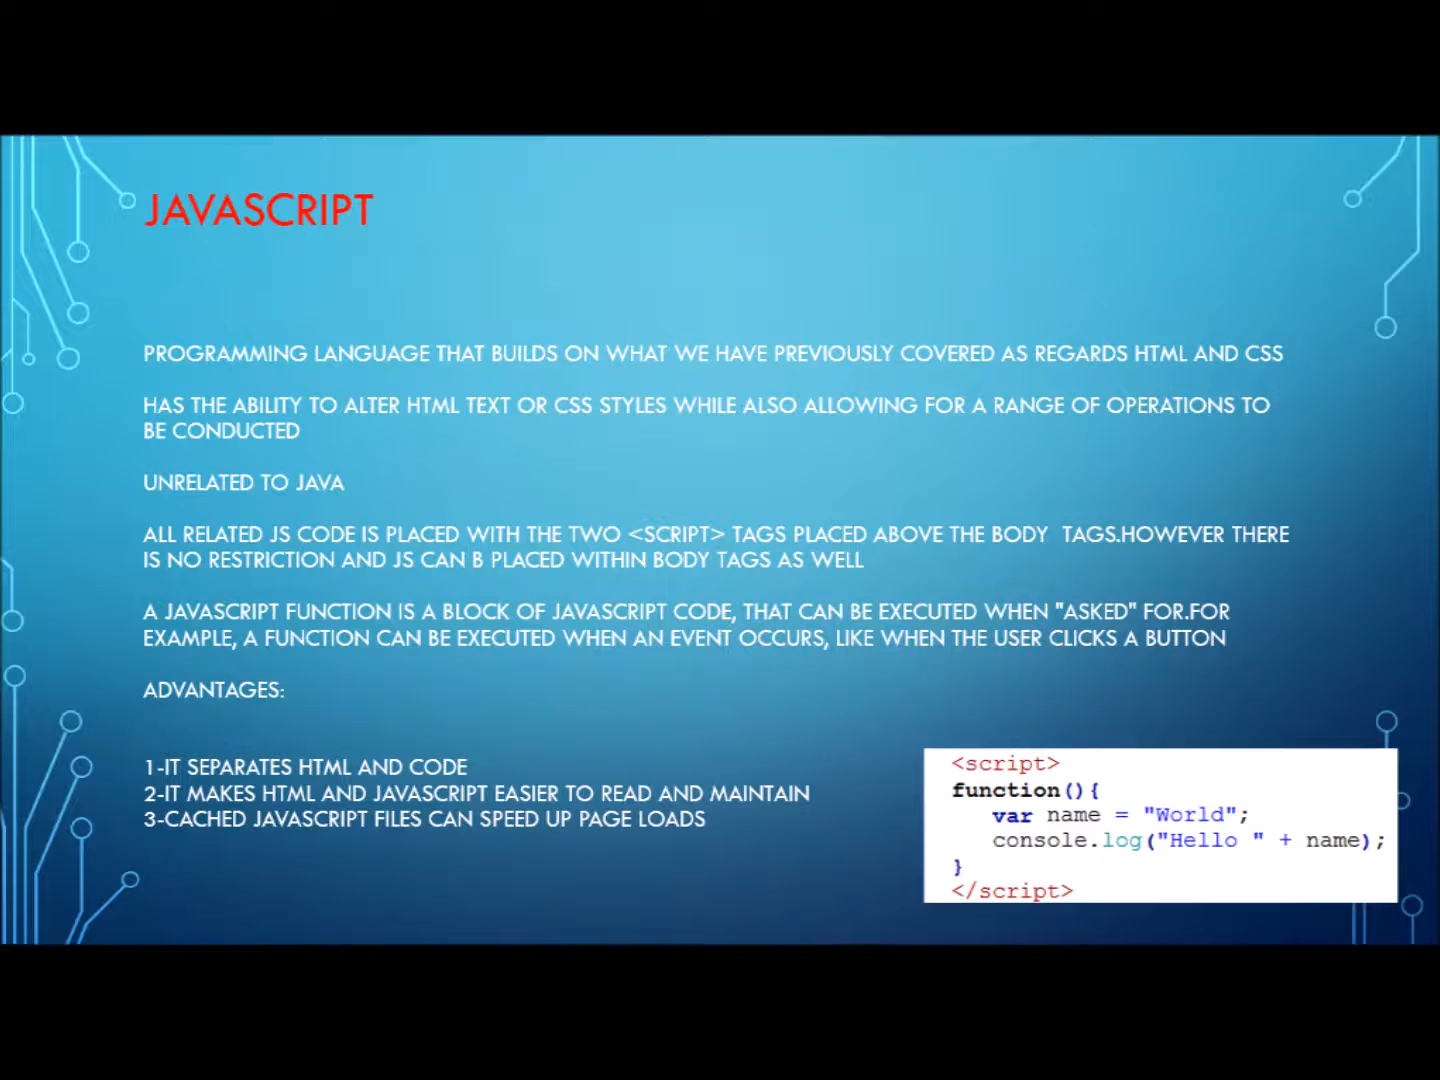 JAVASCRIPT
PROGRAMMING LANGUAGE THAT BUILDS ON WHAT WE HAVE PREVIOUSLY COVERED AS REGARDS HTML AND CSS
HAS THE ABILITY TO ALTER HTML TEXT OR CSS STYLES WHILE ALSO ALLOWING FOR A RANGE OF OPERATIONS TO
BE CONDUCTED
UNRELATED TO JAVA
ALL RELATED JS CODE IS PLACED WITH THE TWO <SCRIPT> TAGS PLACED ABOVE THE BODY  TAGS.HOWEVER THERE
IS NO RESTRICTION AND JS CAN B PLACED WITHIN BODY TAGS AS WELL
A JAVASCRIPT FUNCTION IS A BLOCK OF JAVASCRIPT CODE, THAT CAN BE EXECUTED WHEN "ASKED" FOR.FOR
EXAMPLE, A FUNCTION CAN BE EXECUTED WHEN AN EVENT OCCURS, LIKE WHEN THE USER CLICKS A BUTTON
ADVANTAGES:
1-IT SEPARATES HTML AND CODE
2-IT MAKES HTML AND JAVASCRIPT EASIER TO READ AND MAINTAIN
3-CACHED JAVASCRIPT FILES CAN SPEED UP PAGE LOADS
<script>
function(){
var name = "World";
console.log("Hello " + name);
}
</script>